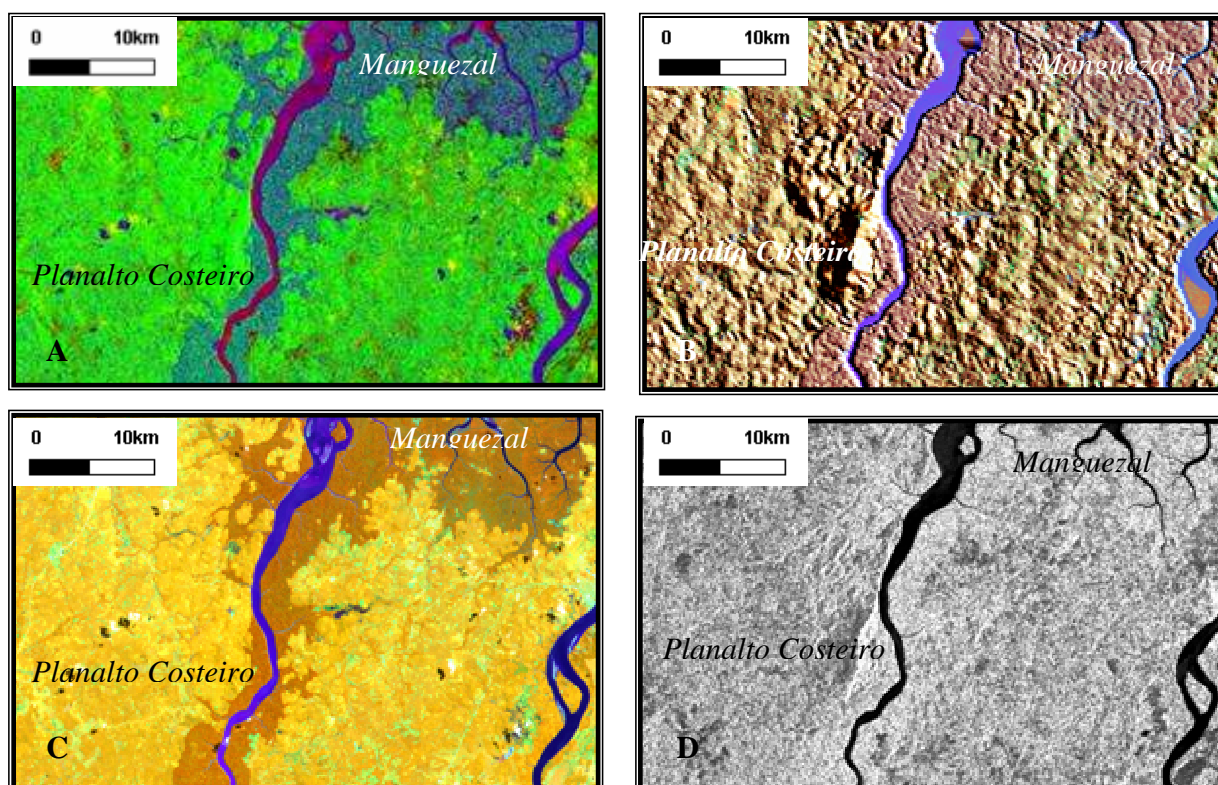 0 10km
Manguezal
Planalto Costeiro
A
0 10km
Manguezal
Planalto Costeiro
B
0 10km
Manguezal
Planalto Costeiro
C
0 10km
Manguezal
Planalto Costeiro
D